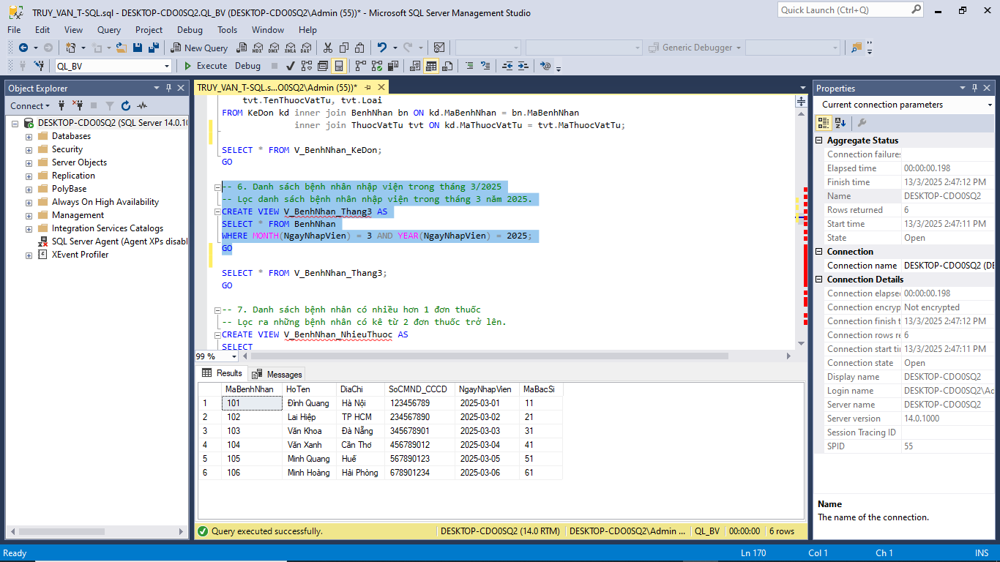 TRUY_VAN_T-SQL.sql - DESKTOP-CDO0SQ2.QL_BV (DESKTOP-CDO0SQ2\Admin (55))* - Microsoft SQL Server Management Studio
Quick Launch (Ctrl+Q)
File Edit View Query Project Debug Tools Window Help
New Query
MDX DMX XMLA DAX
Generic Debugger
QL_BV
Execute Debug
Object Explorer
Connect
DESKTOP-CDO0SQ2 (SQL Server 14.0.10
Databases
Security
Server Objects
Replication
PolyBase
Always On High Availability
Management
Integration Services Catalogs
SQL Server Agent (Agent XPs disabl
XEvent Profiler
TRUY_VAN_T-SQL.s...O0SQ2\Admin (55))*
tvt.TenThuocVatTu, tvt.Loai
FROM KeDon kd inner join BenhNhan bn ON kd.MaBenhNhan = bn.MaBenhNhan
inner join ThuocVatTu tvt ON kd.MaThuocVatTu = tvt.MaThuocVatTu;
SELECT * FROM V_BenhNhan_KeDon;
GO
-- 6. Danh sách bệnh nhân nhập viện trong tháng 3/2025
-- Lọc danh sách bệnh nhân nhập viện trong tháng 3 năm 2025.
CREATE VIEW V_BenhNhan_Thang3 AS
SELECT * FROM BenhNhan
WHERE MONTH(NgayNhapVien) = 3 AND YEAR(NgayNhapVien) = 2025;
GO
SELECT * FROM V_BenhNhan_Thang3;
GO
-- 7. Danh sách bệnh nhân có nhiều hơn 1 đơn thuốc
-- Lọc ra những bệnh nhân có kê từ 2 đơn thuốc trở lên.
CREATE VIEW V_BenhNhan_NhieuThuoc AS
SELECT
99 %
Results Messages
MaBenhNhan HoTen DiaChi SoCMND_CCCD NgayNhapVien MaBacSi
1 101 Đình Quang Hà Nội 123456789 2025-03-01 11
2 102 Lai Hiệp TP HCM 234567890 2025-03-02 21
3 103 Văn Khoa Đà Nẵng 345678901 2025-03-03 31
4 104 Văn Xanh Cần Thơ 456789012 2025-03-04 41
5 105 Minh Quang Huế 567890123 2025-03-05 51
6 106 Minh Hoàng Hải Phòng 678901234 2025-03-06 61
Query executed successfully. DESKTOP-CDO0SQ2 (14.0 RTM) DESKTOP-CDO0SQ2\Admin ... QL_BV 00:00:00 6 rows
Properties
Current connection parameters
Aggregate Status
Connection failures
Elapsed time 00:00:00.198
Finish time 13/3/2025 2:47:12 PM
Name DESKTOP-CDO0SQ2
Rows returned 6
Start time 13/3/2025 2:47:11 PM
State Open
Connection
Connection name DESKTOP-CDO0SQ2 (DE
Connection Details
Connection elapsed 00:00:00.198
Connection encryp Not encrypted
Connection finish t 13/3/2025 2:47:12 PM
Connection rows re 6
Connection start tir 13/3/2025 2:47:11 PM
Connection state Open
Display name DESKTOP-CDO0SQ2
Login name DESKTOP-CDO0SQ2\Ad
Server name DESKTOP-CDO0SQ2
Server version 14.0.1000
Session Tracing ID
SPID 55
Name
The name of the connection.
Ready Ln 170 Col 1 Ch 1 INS